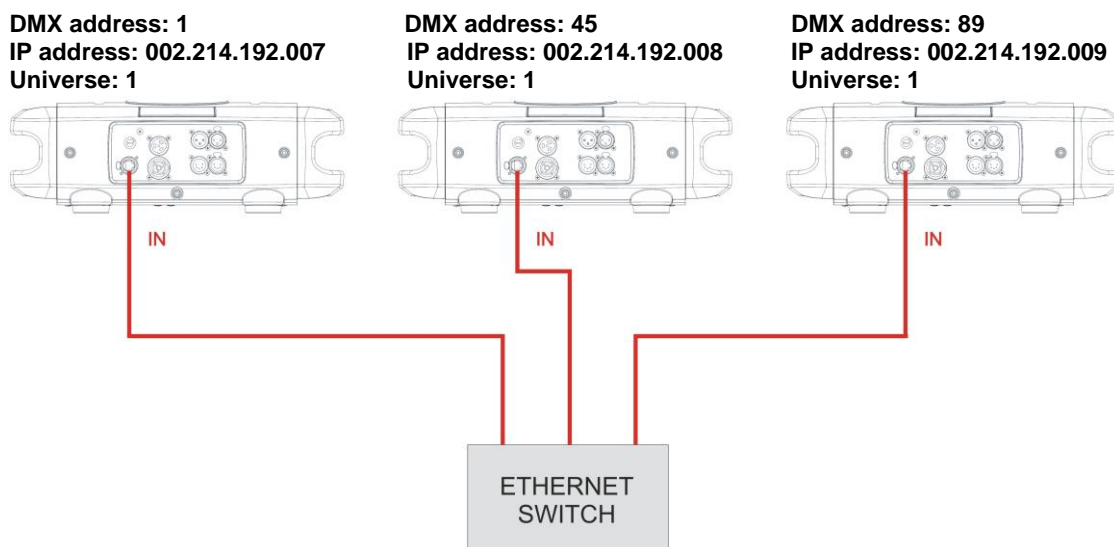 DMX address: 1
IP address: 002.214.192.007
Universe: 1
DMX address: 45
IP address: 002.214.192.008
Universe: 1
DMX address: 89
IP address: 002.214.192.009
Universe: 1
IN
IN
IN
ETHERNET
SWITCH